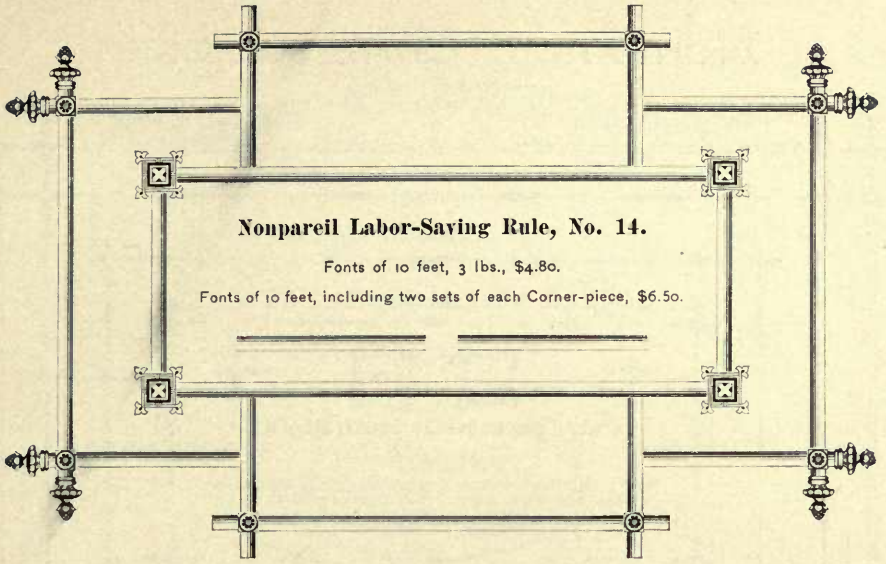 Nonpareil Labor-Saving Rule, No. 14.
Fonts of 10 feet, 3 lbs., $4.80.
Fonts of 10 feet, including two sets of each Corner-piece, $6.50.